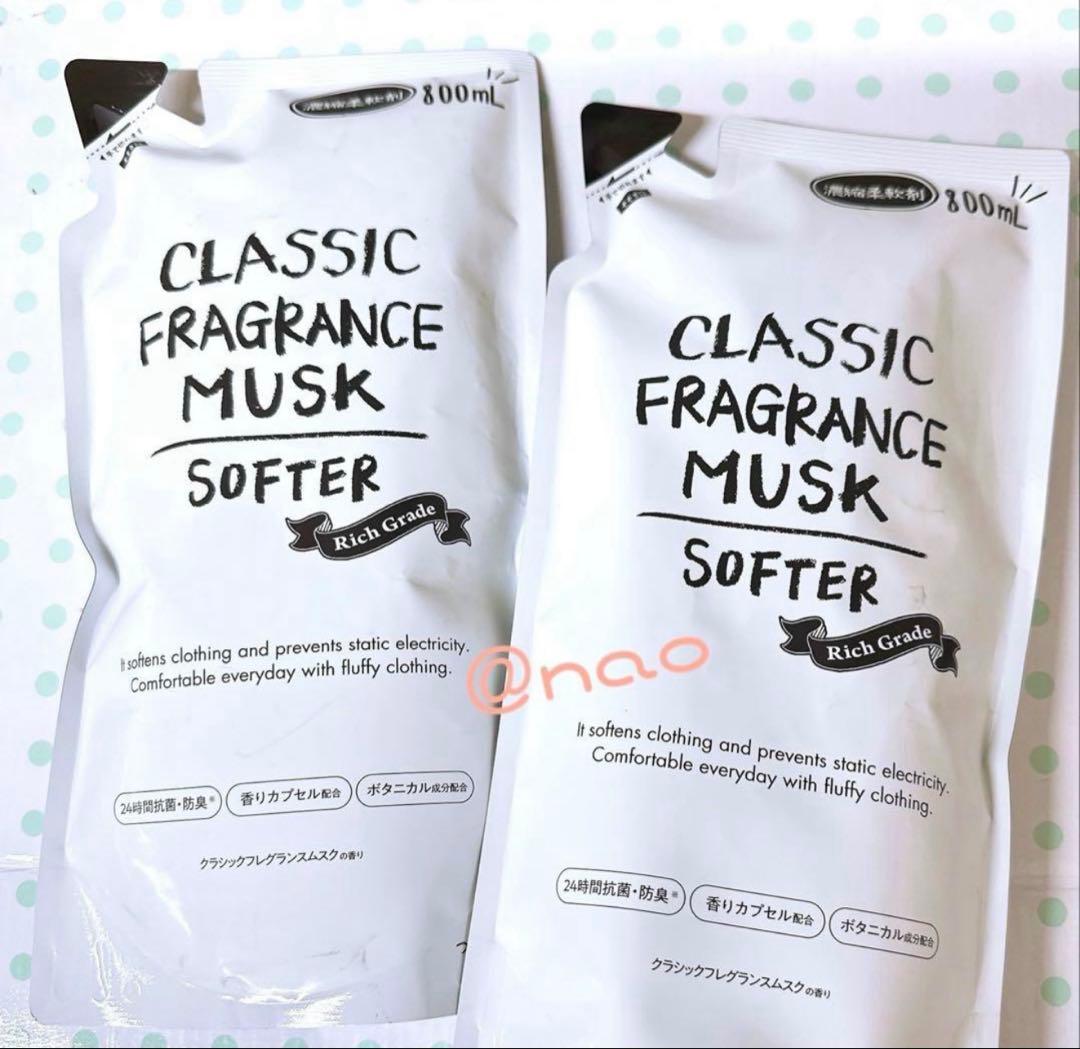 濃縮柔軟剤 800mL
CLASSIC
FRAGRANCE
MUSK
SOFTER
Rich Grade
It softens clothing and prevents static electricity.
Comfortable everyday with fluffy clothing.
24時間抗菌・防臭※ 香りカプセル配合 ボタニカル成分配合
クラシックフレグランスムスクの香り
@nao
濃縮柔軟剤 800mL
CLASSIC
FRAGRANCE
MUSK
SOFTER
Rich Grade
It softens clothing and prevents static electricity.
Comfortable everyday with fluffy clothing.
24時間抗菌・防臭※ 香りカプセル配合 ボタニカル成分配合
クラシックフレグランスムスクの香り